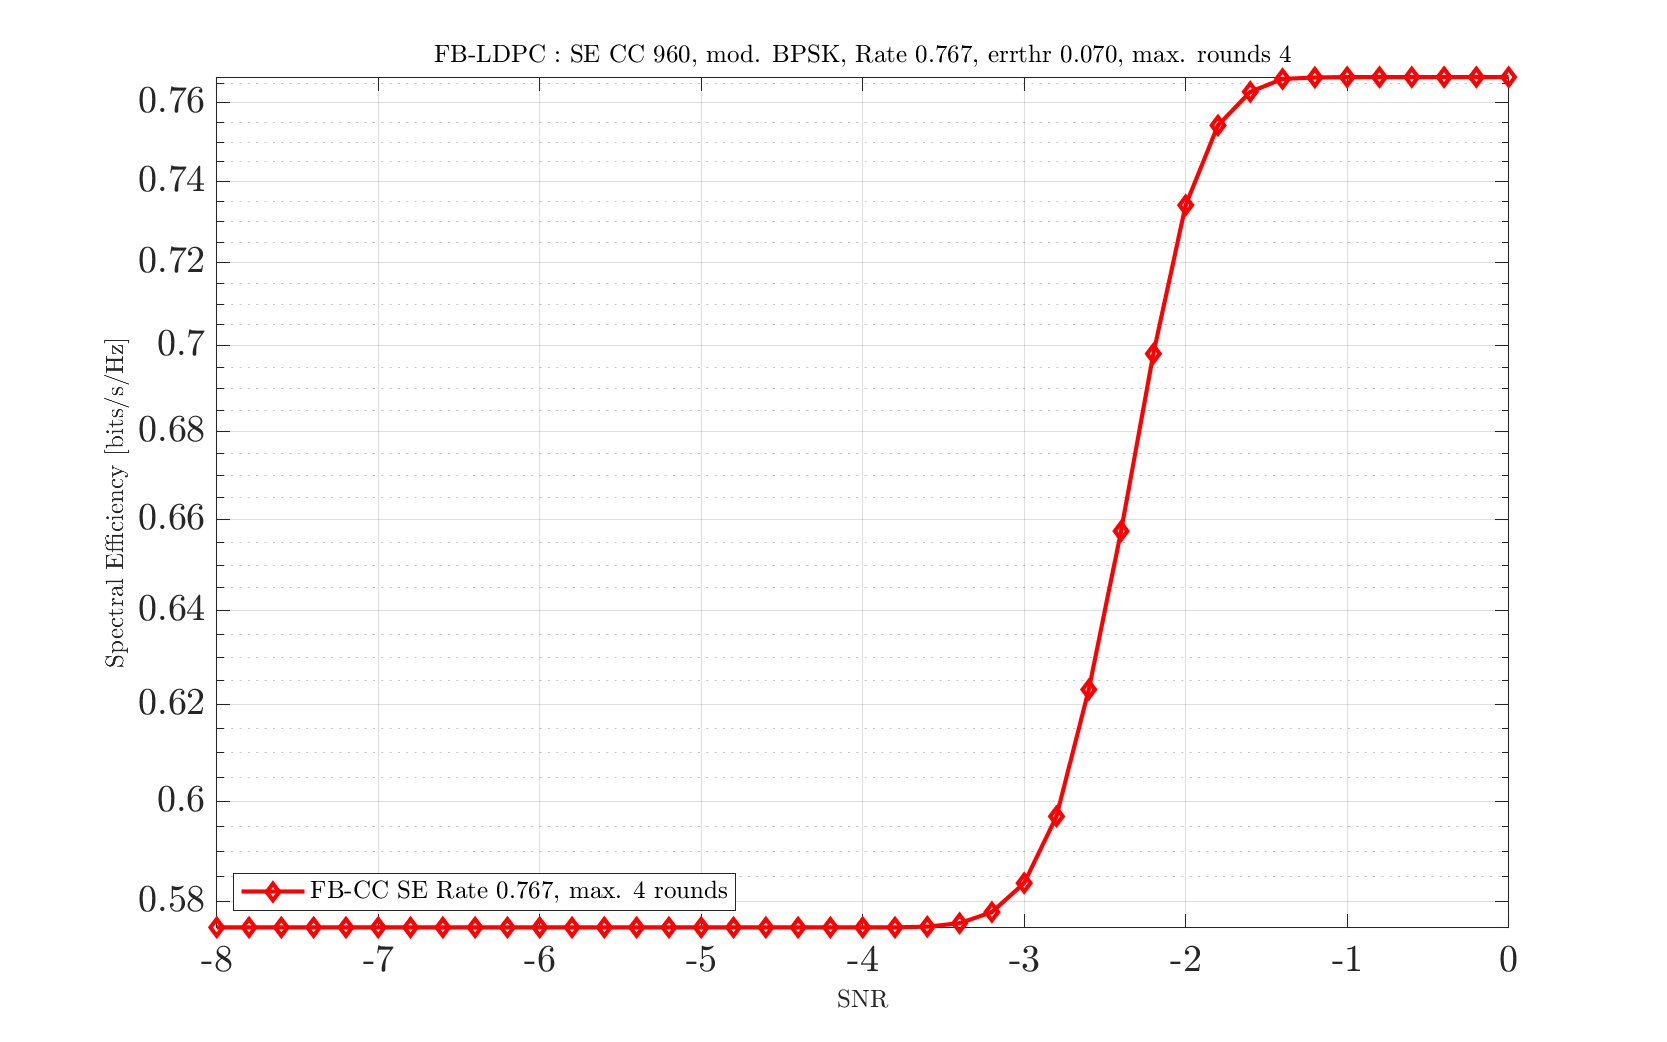 FB-LDPC : SE CC 960, mod. BPSK, Rate 0.767, errthr 0.070, max. rounds 4
0.76
0.74
0.72
0.7
0.68
0.66
0.64
0.62
0.6
0.58
Spectral Efficiency [bits/s/Hz]
FB-CC SE Rate 0.767, max. 4 rounds
-8 -7 -6 -5 -4 -3 -2 -1 0
SNR